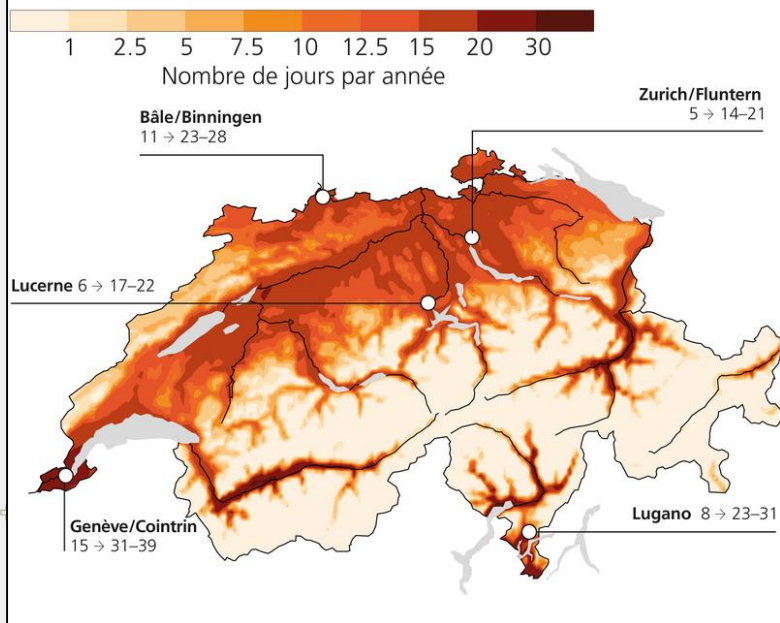 1 2.5 5 7.5 10 12.5 15 20 30
Nombre de jours par année
Zurich/Fluntern
5 → 14–21
Bâle/Binningen
11 → 23–28
Lucerne 6 → 17–22
Genève/Cointrin
15 → 31–39
Lugano 8 → 23–31